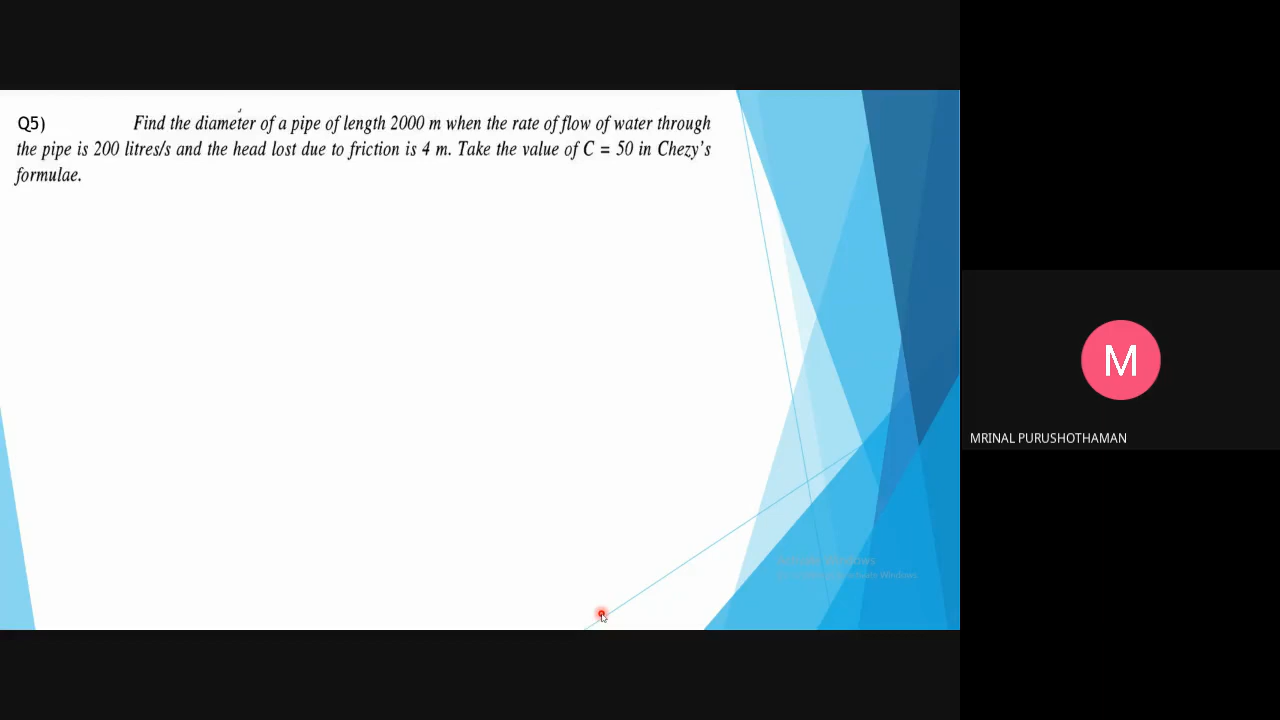 Q5) Find the diameter of a pipe of length 2000 m when the rate of flow of water through
the pipe is 200 litres/s and the head lost due to friction is 4 m. Take the value of C = 50 in Chezy's
formulae.
M
MRINAL PURUSHOTHAMAN
Windows
Windows.